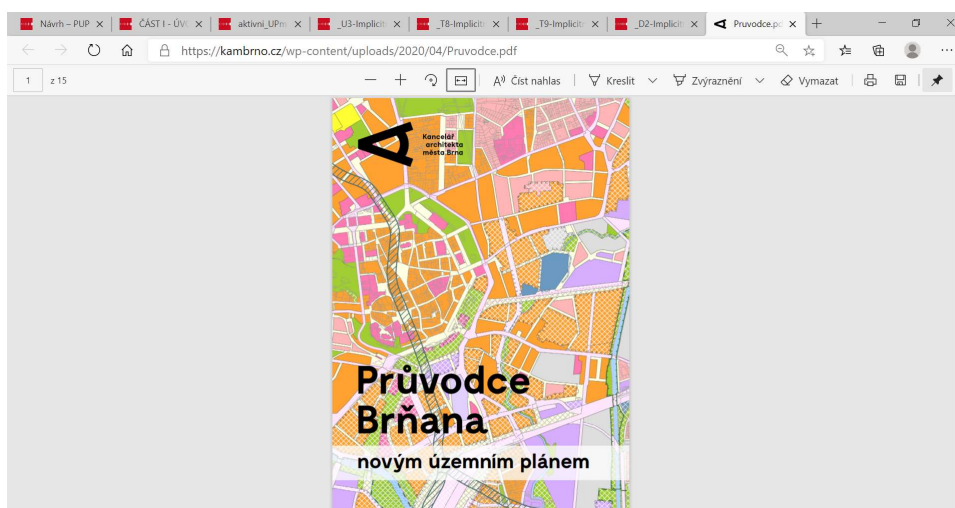 Návrh – PUP
ČÁST I - ÚV
aktivni_UPm
_U3-Implicit
_T8-Implicit
_T9-Implicit
_D2-Implicit
Pruvodce.pd
https://kambrno.cz/wp-content/uploads/2020/04/Pruvodce.pdf
1 z 15
Číst nahlas
Kreslit
Zvýraznění
Vymazat
Kancelář
architekta
města Brna
Průvodce
Brňana
novým územním plánem